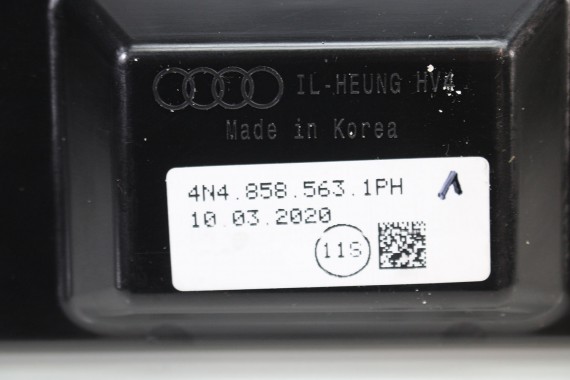 IL-HEUNG HV4
Made in Korea
4N4.858.563.1PH
10.03.2020
11S